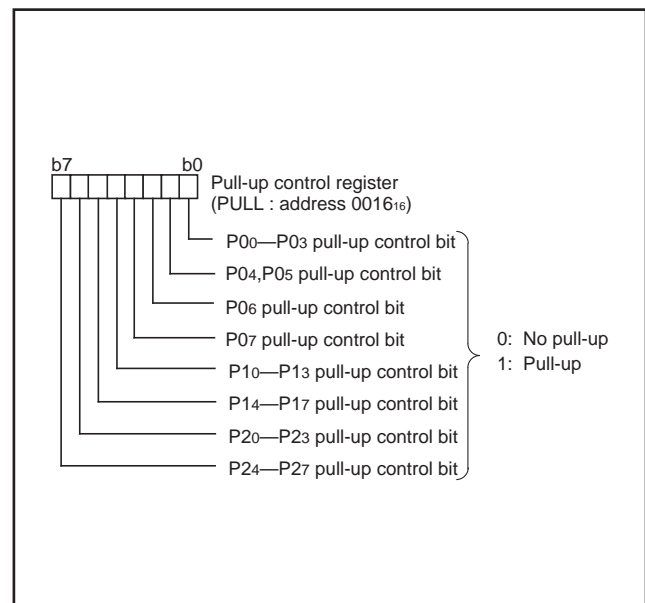 b7 b0
Pull-up control register
(PULL : address 0016₁₆)
P0₀—P0₃ pull-up control bit
P0₄,P0₅ pull-up control bit
P0₆ pull-up control bit
P0₇ pull-up control bit
P1₀—P1₃ pull-up control bit
P1₄—P1₇ pull-up control bit
P2₀—P2₃ pull-up control bit
P2₄—P2₇ pull-up control bit
0: No pull-up
1: Pull-up